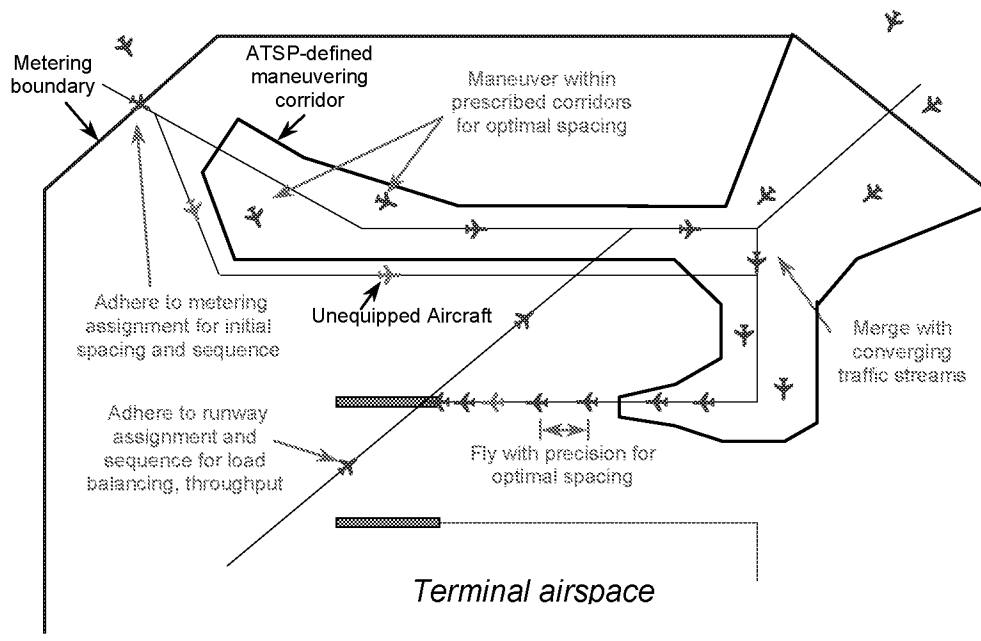 Metering
boundary
ATSP-defined
maneuvering
corridor
Maneuver within
prescribed corridors
for optimal spacing
Adhere to metering
assignment for initial
spacing and sequence
Unequipped Aircraft
Merge with
converging
traffic streams
Adhere to runway
assignment and
sequence for load
balancing, throughput
Fly with precision for
optimal spacing
Terminal airspace